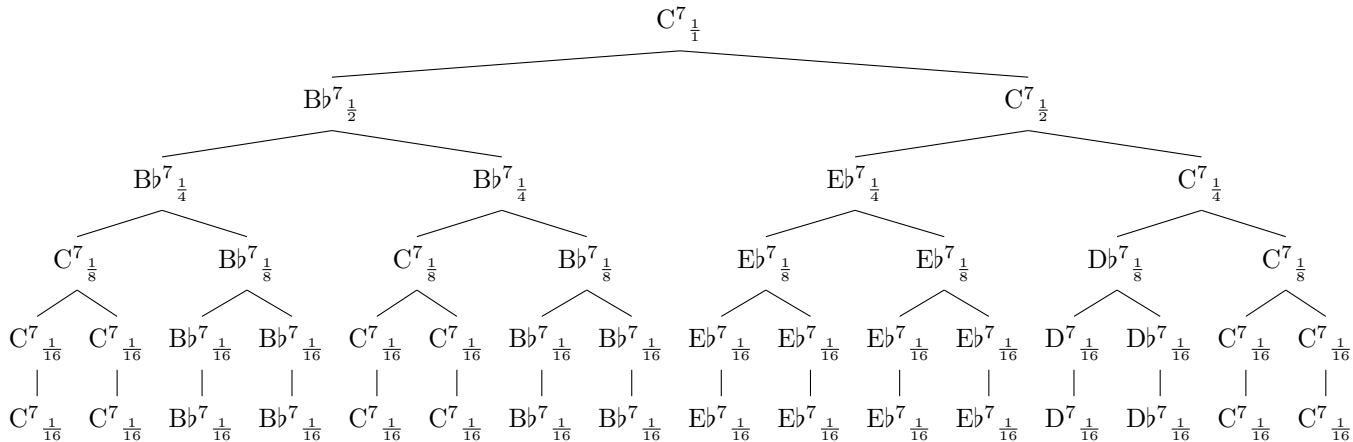 C⁷ 1/1
B♭⁷ 1/2 C⁷ 1/2
B♭⁷ 1/4 B♭⁷ 1/4 E♭⁷ 1/4 C⁷ 1/4
C⁷ 1/8 B♭⁷ 1/8 C⁷ 1/8 B♭⁷ 1/8 E♭⁷ 1/8 E♭⁷ 1/8 D♭⁷ 1/8 C⁷ 1/8
C⁷ 1/16 C⁷ 1/16 B♭⁷ 1/16 B♭⁷ 1/16 C⁷ 1/16 C⁷ 1/16 B♭⁷ 1/16 B♭⁷ 1/16 E♭⁷ 1/16 E♭⁷ 1/16 E♭⁷ 1/16 E♭⁷ 1/16 D⁷ 1/16 D♭⁷ 1/16 C⁷ 1/16 C⁷ 1/16
C⁷ 1/16 C⁷ 1/16 B♭⁷ 1/16 B♭⁷ 1/16 C⁷ 1/16 C⁷ 1/16 B♭⁷ 1/16 B♭⁷ 1/16 E♭⁷ 1/16 E♭⁷ 1/16 E♭⁷ 1/16 E♭⁷ 1/16 D⁷ 1/16 D♭⁷ 1/16 C⁷ 1/16 C⁷ 1/16